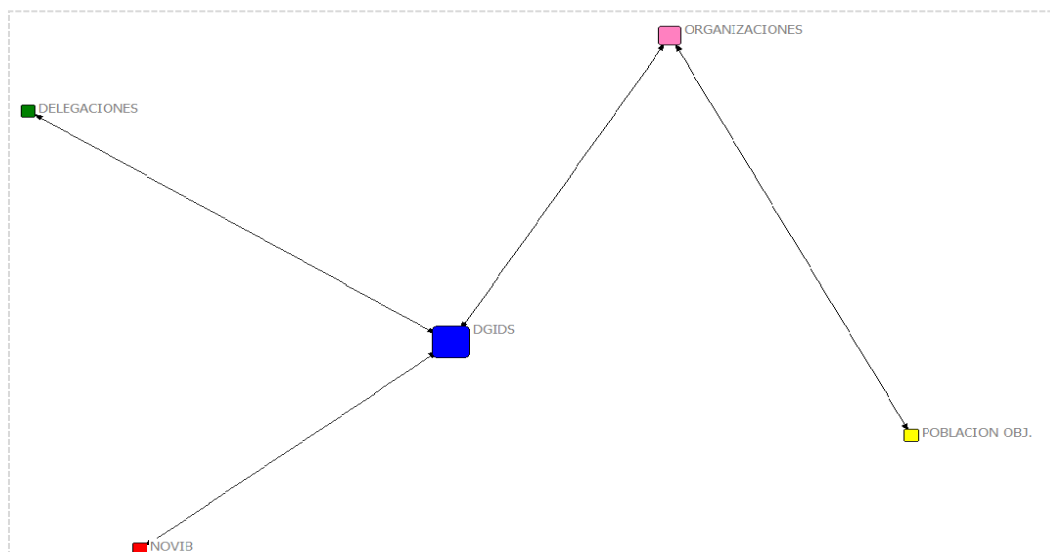 ORGANIZACIONES
DELEGACIONES
DGIDS
POBLACION OBJ.
NOVIB